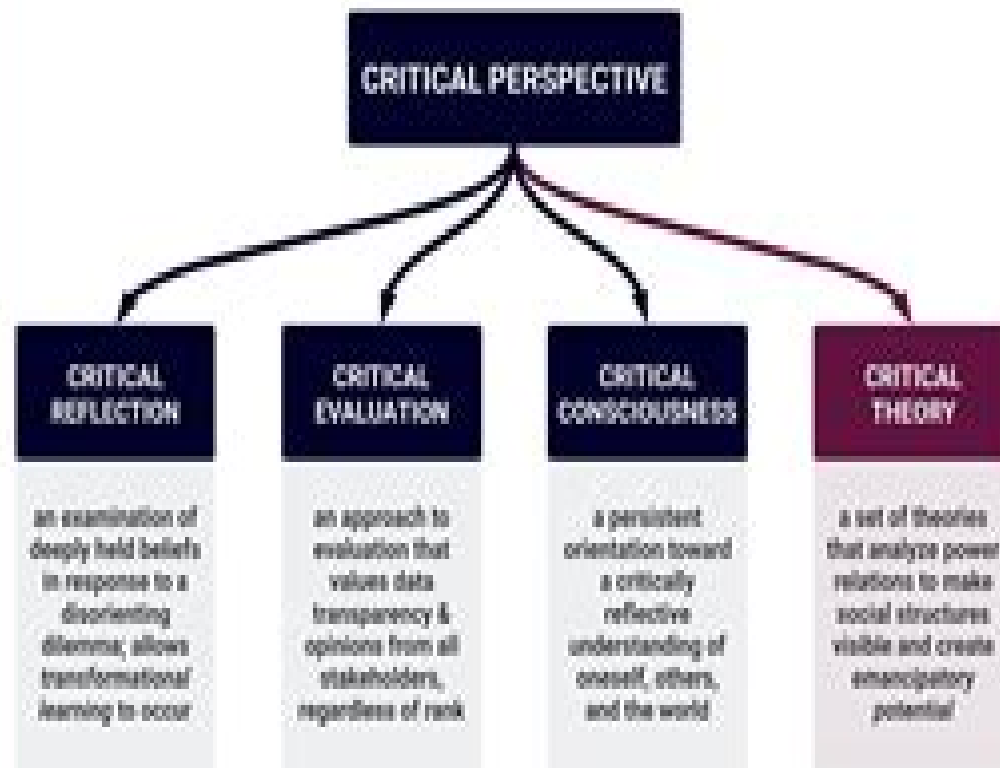 CRITICAL PERSPECTIVE
CRITICAL
REFLECTION
an examination of
deeply held beliefs
in response to a
disorienting
dilemma; allows
transformational
learning to occur
CRITICAL
EVALUATION
an approach to
evaluation that
values data
transparency &
opinions from all
stakeholders,
regardless of rank
CRITICAL
CONSCIOUSNESS
a persistent
orientation toward
a critically
reflective
understanding of
oneself, others,
and the world
CRITICAL
THEORY
a set of theories
that analyze power
relations to make
social structures
visible and create
emancipatory
potential